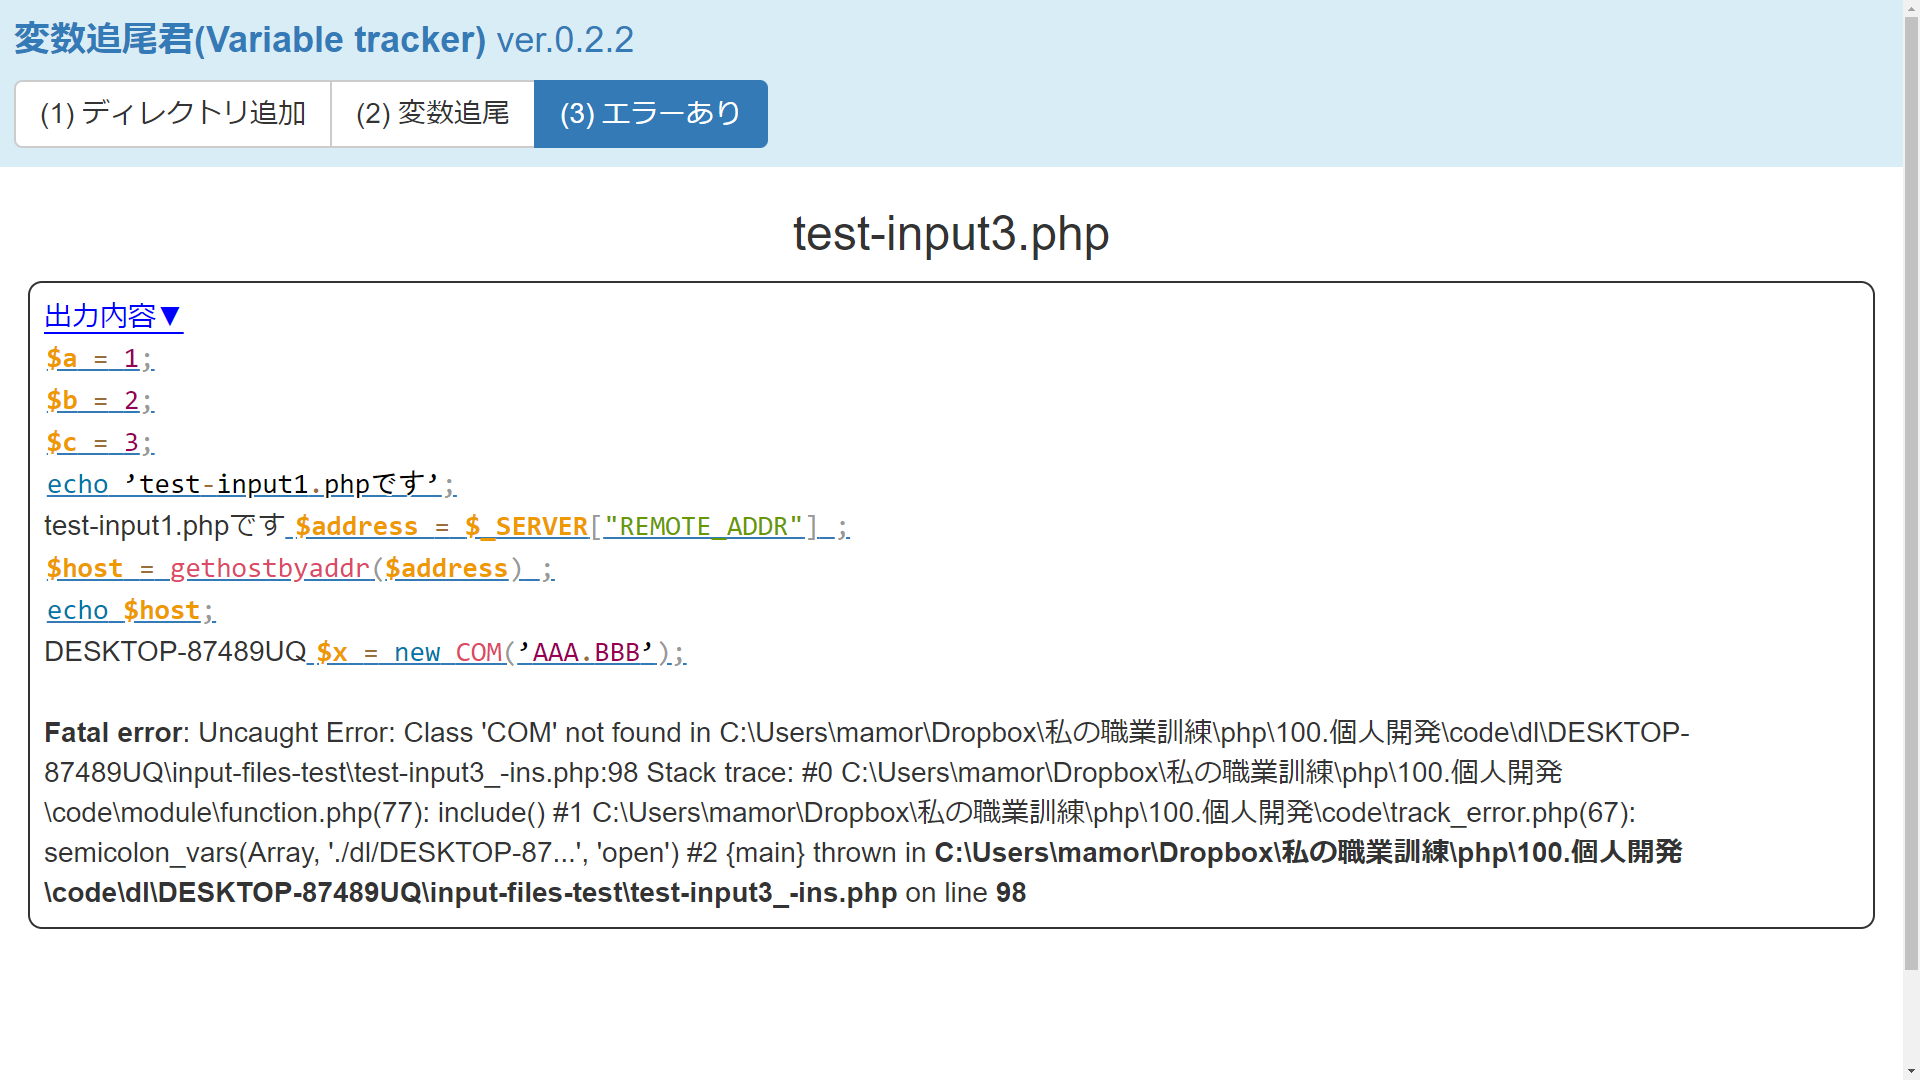 変数追尾君(Variable tracker) ver.0.2.2
(1) ディレクトリ追加 (2) 変数追尾 (3) エラーあり
test-input3.php
出力内容▼
$a = 1;
$b = 2;
$c = 3;
echo ’test-input1.phpです’;
test-input1.phpです $address = $_SERVER["REMOTE_ADDR"] ;
$host = gethostbyaddr($address) ;
echo $host;
DESKTOP-87489UQ $x = new COM(’AAA.BBB’);
Fatal error: Uncaught Error: Class 'COM' not found in C:\Users\mamor\Dropbox\私の職業訓練\php\100.個人開発\code\dl\DESKTOP-
87489UQ\input-files-test\test-input3_-ins.php:98 Stack trace: #0 C:\Users\mamor\Dropbox\私の職業訓練\php\100.個人開発
\code\module\function.php(77): include() #1 C:\Users\mamor\Dropbox\私の職業訓練\php\100.個人開発\code\track_error.php(67):
semicolon_vars(Array, './dl/DESKTOP-87...', 'open') #2 {main} thrown in C:\Users\mamor\Dropbox\私の職業訓練\php\100.個人開発
\code\dl\DESKTOP-87489UQ\input-files-test\test-input3_-ins.php on line 98